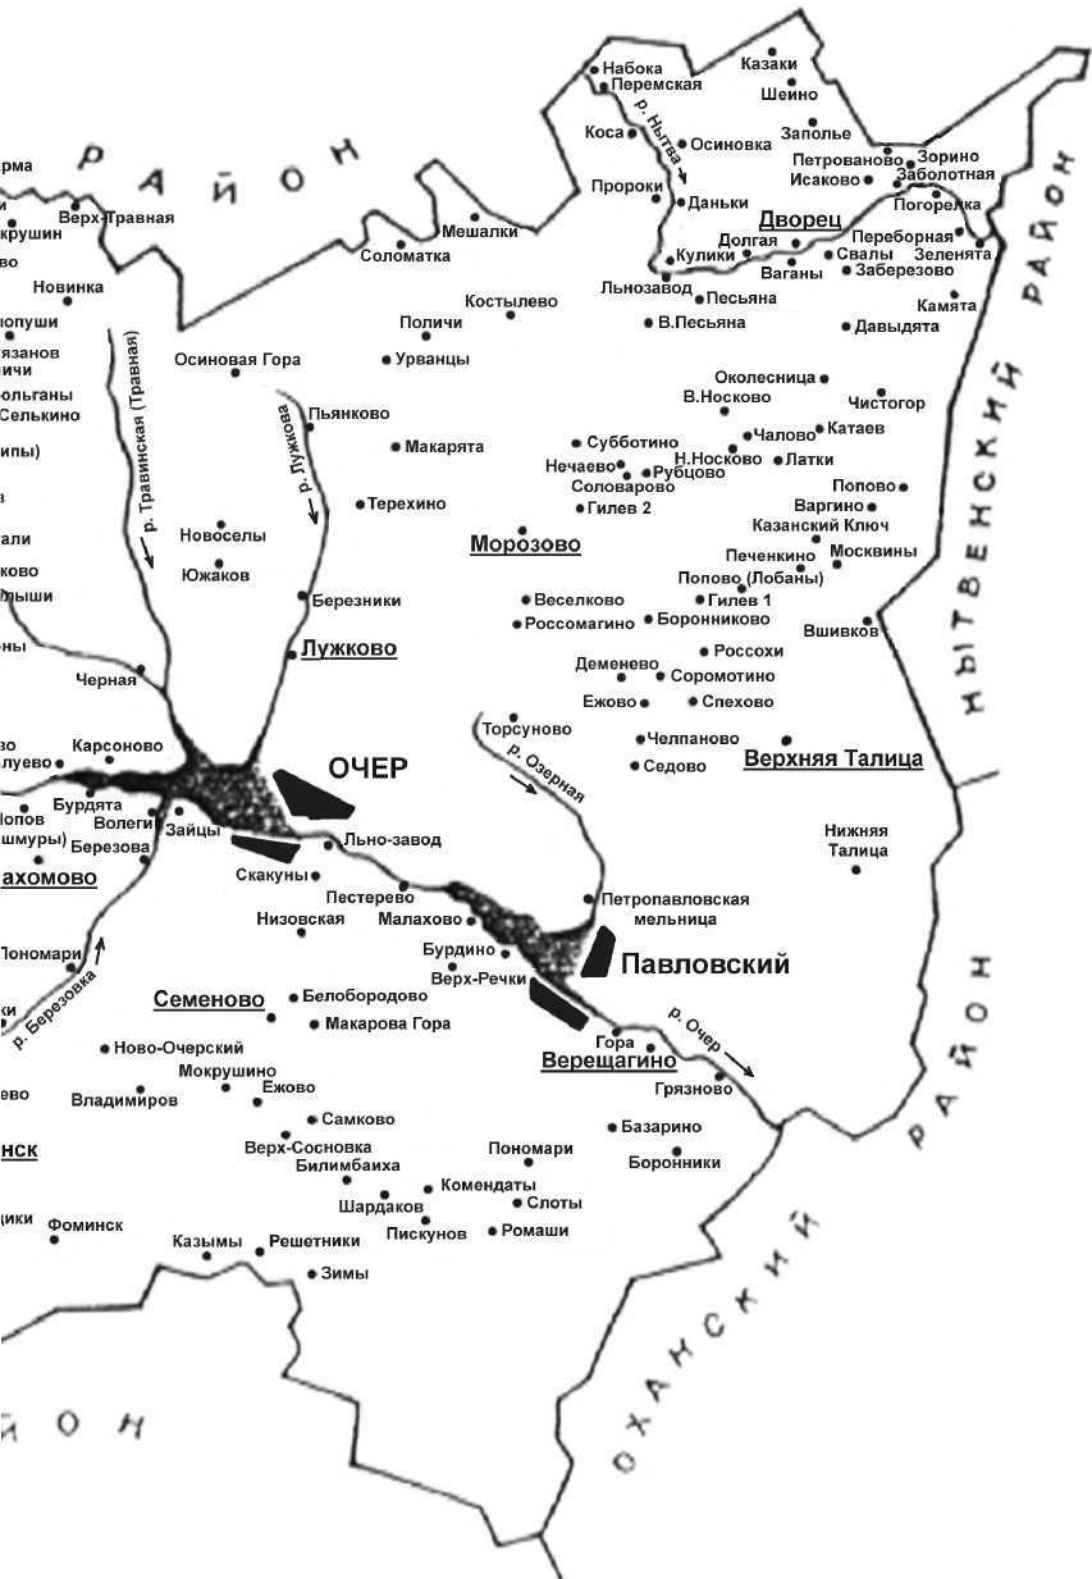 Набока
Перемская
Казаки
Шеино
р. Нытва
Коса
Осиновка
Заполье
РАЙОН
Петрованово
Зорино
Исаково
Заболотная
Пророки
Даньки
Погорелка
Верх-Травная
Дворец
Мешалки
Соломатка
Долгая
Переборная
Кулики
Свалы
Зеленята
Ваганы
Заберезово
Льнозавод
Песьяна
Камята
Новинка
Костылево
Поличи
В.Песьяна
Давыдята
НЫТВЕНСКИЙ РАЙОН
Осиновая Гора
Урванцы
р. Травинская (Травная)
Околесница
В.Носково
Чистогор
р. Лужкова
Пьянково
Селькино
Макарята
Субботино
Чалово
Катаев
Н.Носково
Латки
Нечаево
Рубцово
Соловарово
Попово
Терехино
Гилев 2
Варгино
Казанский Ключ
Новоселы
Морозово
Печенкино
Москвины
Южаков
Попово (Лобаны)
Березники
Веселково
Гилев 1
Россомагино
Боронниково
Вшивков
Лужково
Россохи
Деменево
Соромотино
Черная
Ежово
Спехово
Торсуново
Челпаново
Карсоново
р. Озерная
Седово
Верхняя Талица
ОЧЕР
Бурдята
Волеги
Зайцы
Льно-завод
Нижняя
Талица
Березова
Скакуны
Пестерево
Петропавловская
мельница
Низовская
Малахово
Пономари
Бурдино
Павловский
Верх-Речки
р. Березовка
Семеново
Белобородово
Макарова Гора
р. Очер
Гора
Верещагино
Ново-Очерский
Мокрушино
Грязново
Владимиров
Ежово
Самково
Базарино
Верх-Сосновка
Пономари
Билимбаиха
Боронники
Комендаты
Шардаков
Слоты
Фоминск
Пискунов
Ромаши
Казымы
Решетники
Зимы
ОХАНСКИЙ РАЙОН